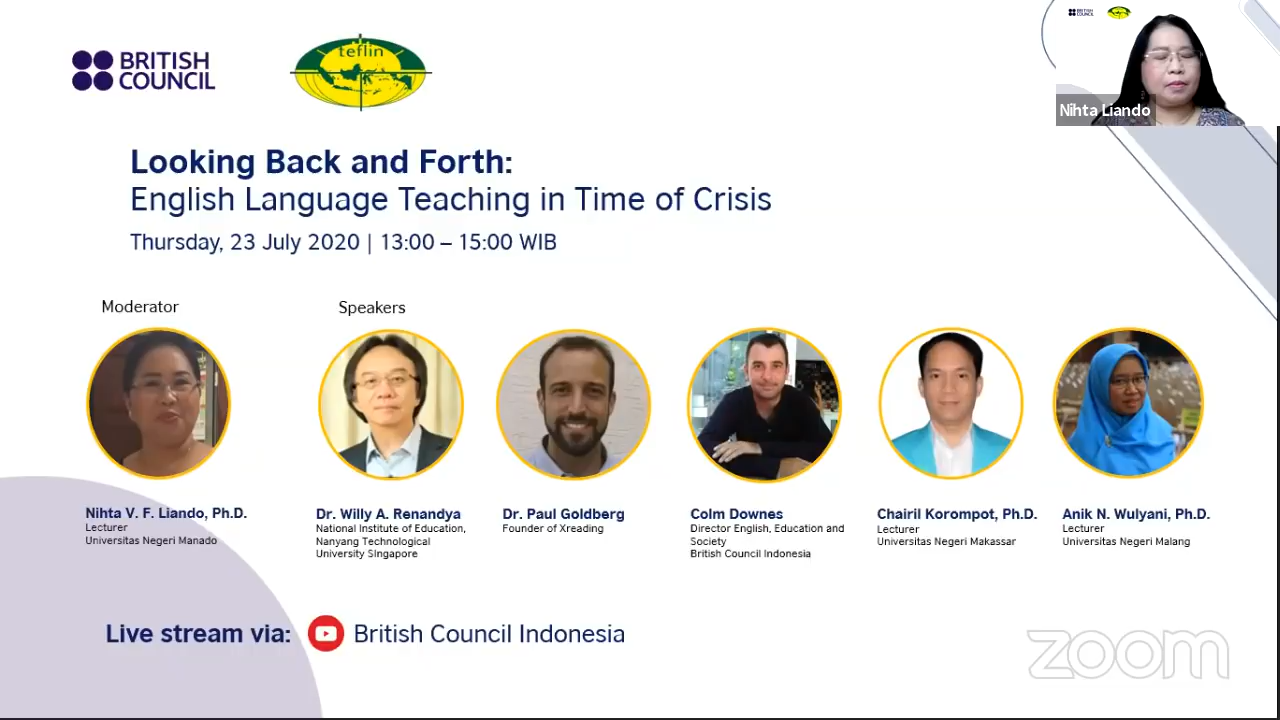 BRITISH
COUNCIL
teflin
Nihta Liando
Looking Back and Forth:
English Language Teaching in Time of Crisis
Thursday, 23 July 2020 | 13:00 – 15:00 WIB
Moderator
Speakers
Nihta V. F. Liando, Ph.D.
Lecturer
Universitas Negeri Manado
Dr. Willy A. Renandya
National Institute of Education,
Nanyang Technological
University SIngapore
Dr. Paul Goldberg
Founder of Xreading
Colm Downes
Director English, Education and
Society
British Council Indonesia
Chairil Korompot, Ph.D.
Lecturer
Universitas Negeri Makassar
Anik N. Wulyani, Ph.D.
Lecturer
Universitas Negeri Malang
Live stream via: British Council Indonesia
zoom